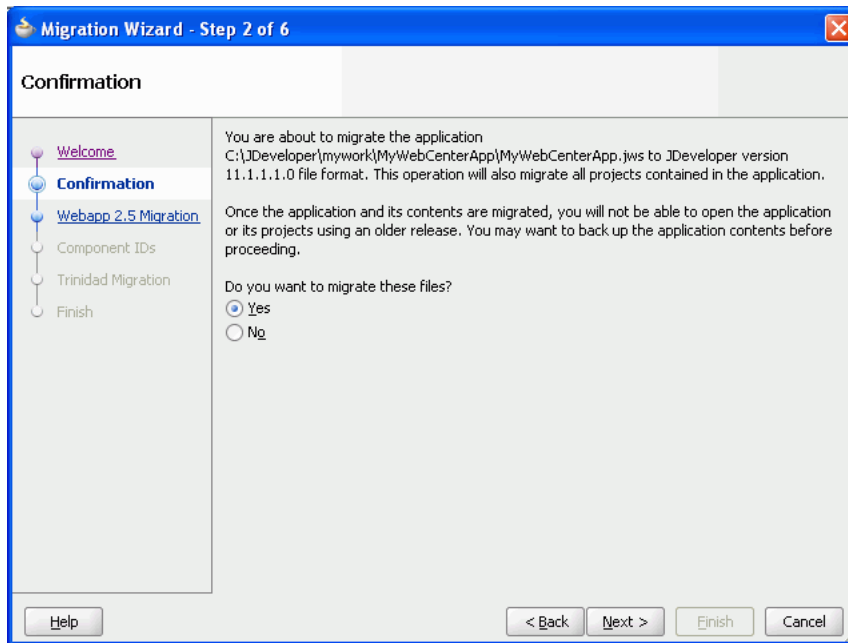 Migration Wizard - Step 2 of 6
Confirmation
Welcome
Confirmation
Webapp 2.5 Migration
Component IDs
Trinidad Migration
Finish
You are about to migrate the application
C:\JDeveloper\mywork\MyWebCenterApp\MyWebCenterApp.jws to JDeveloper version
11.1.1.1.0 file format. This operation will also migrate all projects contained in the application.
Once the application and its contents are migrated, you will not be able to open the application
or its projects using an older release. You may want to back up the application contents before
proceeding.
Do you want to migrate these files?
Yes
No
Help
< Back
Next >
Finish
Cancel